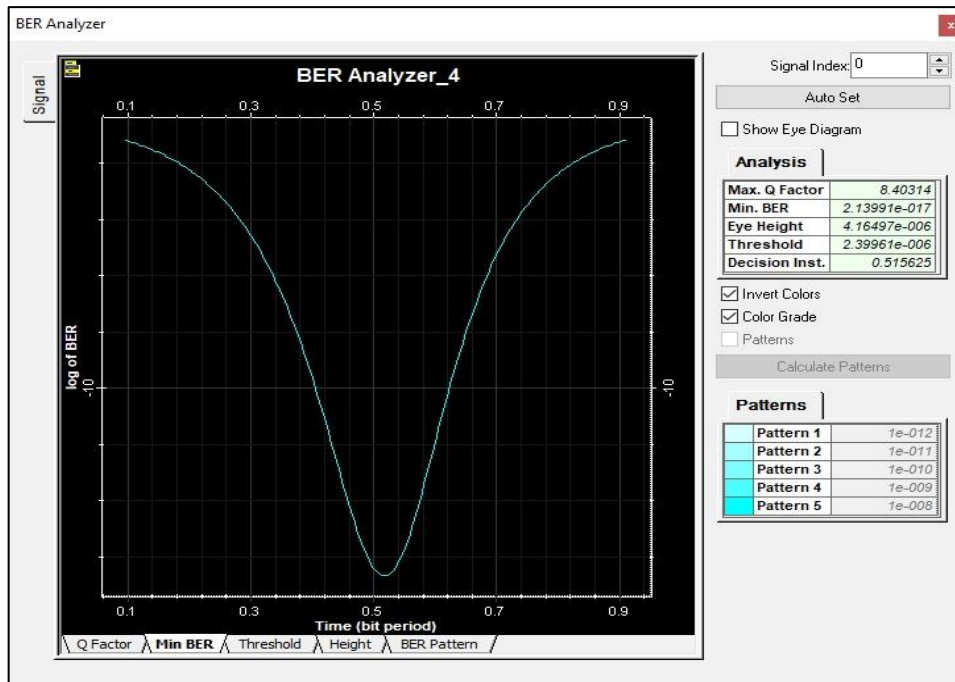 BER Analyzer
x
Signal
BER Analyzer_4
0.1 0.3 0.5 0.7 0.9
log of BER
-10
-10
0.1 0.3 0.5 0.7 0.9
Time (bit period)
Q Factor Min BER Threshold Height BER Pattern
Signal Index: 0
Auto Set
Show Eye Diagram
Analysis
Max. Q Factor 8.40314
Min. BER 2.13991e-017
Eye Height 4.16497e-006
Threshold 2.39961e-006
Decision Inst. 0.515625
Invert Colors
Color Grade
Patterns
Calculate Patterns
Patterns
Pattern 1 1e-012
Pattern 2 1e-011
Pattern 3 1e-010
Pattern 4 1e-009
Pattern 5 1e-008